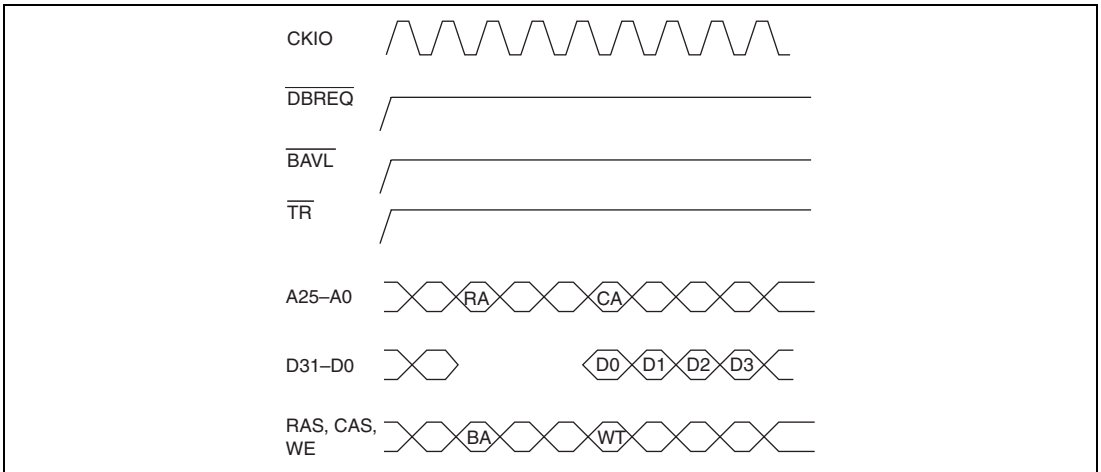 CKIO
DBREQ
BAVL
TR
A25–A0 RA CA
D31–D0 D0 D1 D2 D3
RAS, CAS,
WE BA WT